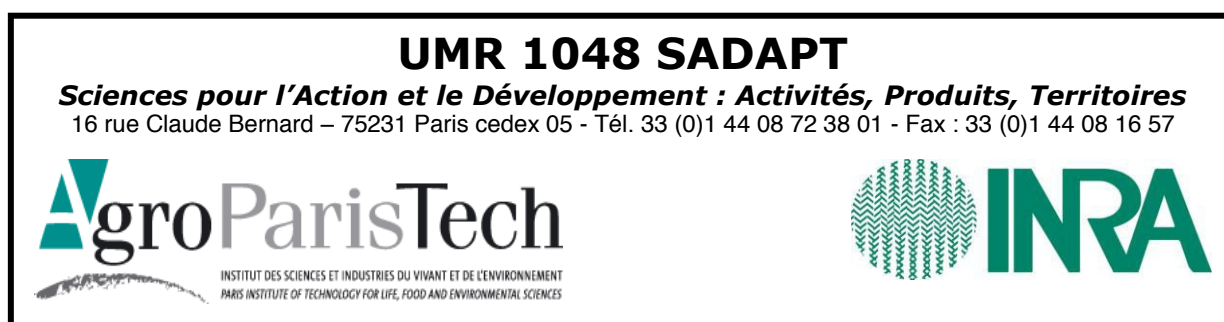 UMR 1048 SADAPT
Sciences pour l’Action et le Développement : Activités, Produits, Territoires
16 rue Claude Bernard – 75231 Paris cedex 05 - Tél. 33 (0)1 44 08 72 38 01 - Fax : 33 (0)1 44 08 16 57
AgroParisTech
INSTITUT DES SCIENCES ET INDUSTRIES DU VIVANT ET DE L'ENVIRONNEMENT
PARIS INSTITUTE OF TECHNOLOGY FOR LIFE, FOOD AND ENVIRONMENTAL SCIENCES
INRA